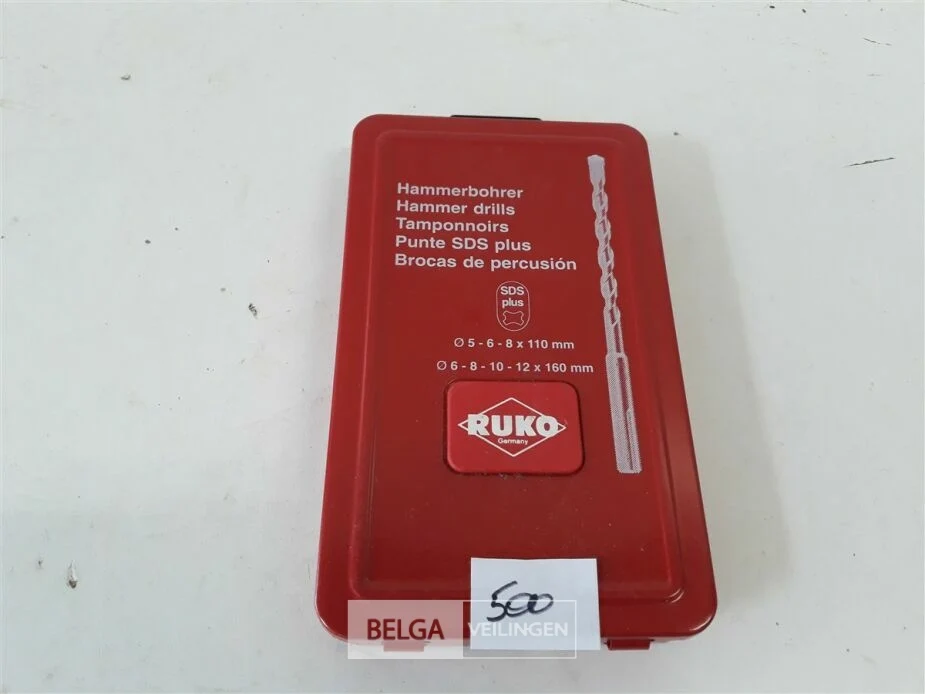 Hammerbohrer
Hammer drills
Tamponnoirs
Punte SDS plus
Brocas de percusión
SDS
plus
Ø 5 - 6 - 8 x 110 mm
Ø 6 - 8 - 10 - 12 x 160 mm
RUKO
Germany
500
BELGA VEILINGEN